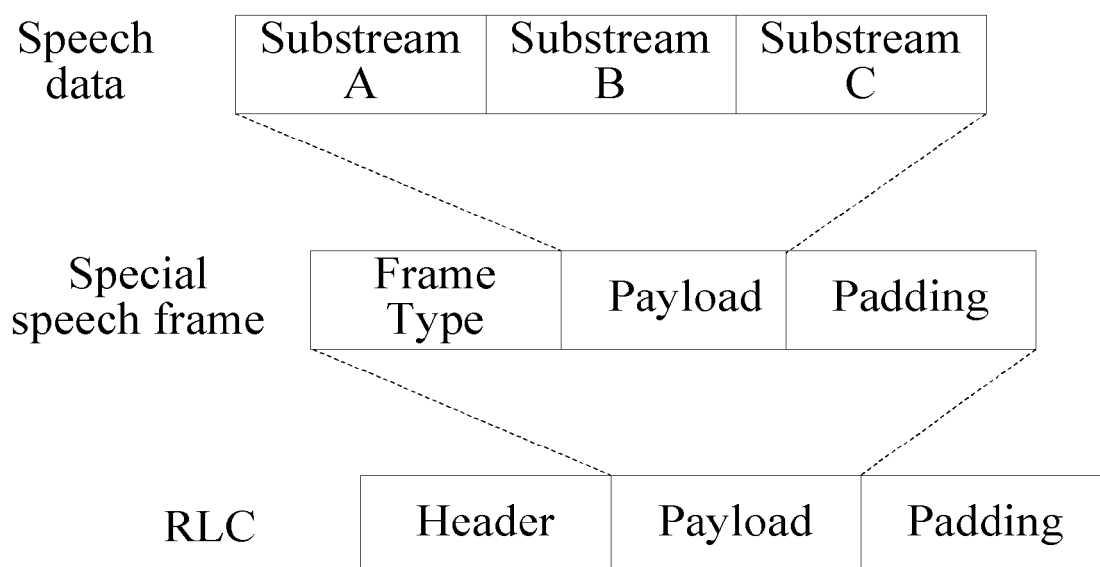 Speech
data
Substream
A
Substream
B
Substream
C
Special
speech frame
Frame
Type
Payload
Padding
RLC
Header
Payload
Padding